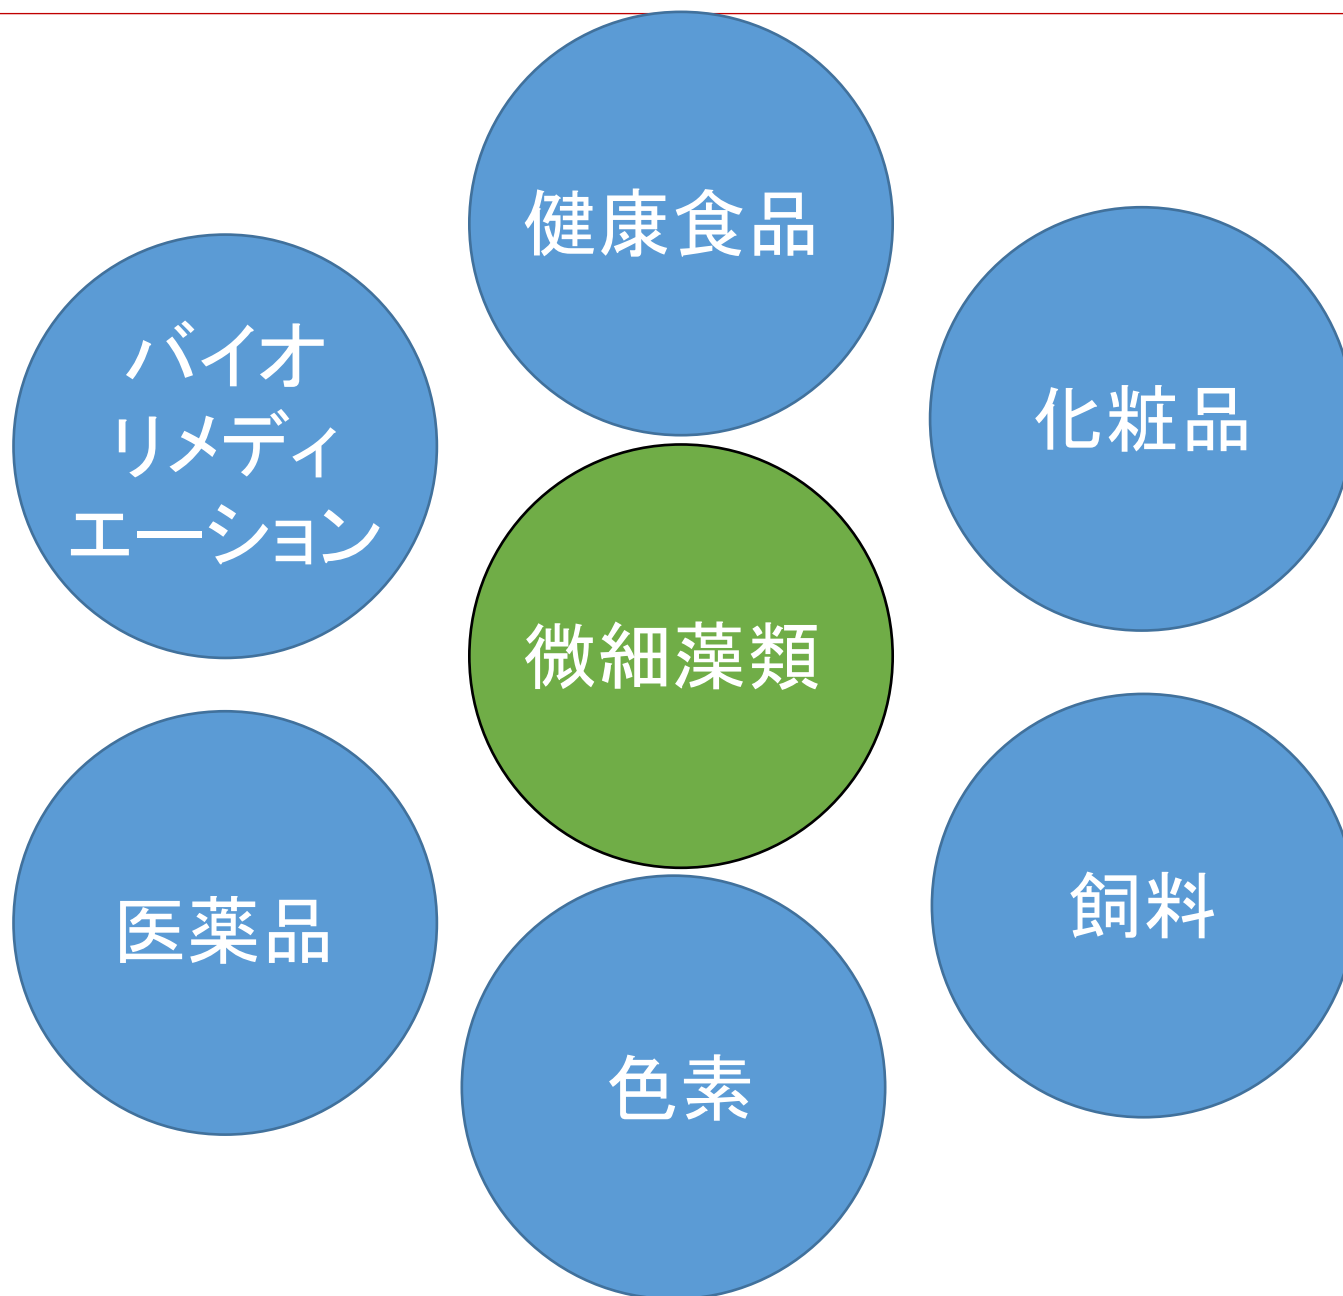 健康食品
バイオ
リメディ
エーション
化粧品
微細藻類
医薬品
飼料
色素